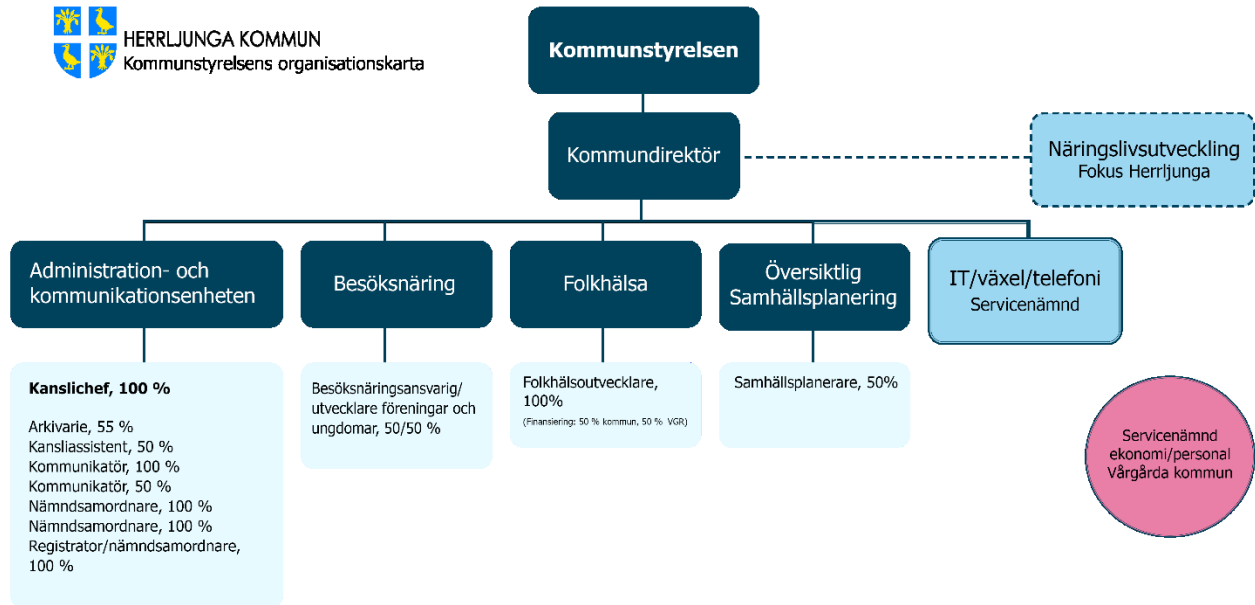 HERRLJUNGA KOMMUN
Kommunstyrelsens organisationskarta
Kommunstyrelsen
Kommundirektör
Näringslivsutveckling
Fokus Herrljunga
Administration- och
kommunikationsenheten
Besöksnäring
Folkhälsa
Översiktlig
Samhällsplanering
IT/växel/telefoni
Servicenämnd
Kanslichef, 100 %
Arkivarie, 55 %
Kansliassistent, 50 %
Kommunikatör, 100 %
Kommunikatör, 50 %
Nämndsamordnare, 100 %
Nämndsamordnare, 100 %
Registrator/nämndsamordnare,
100 %
Besöksnäringsansvarig/
utvecklare föreningar och
ungdomar, 50/50 %
Folkhälsoutvecklare,
100%
(Finansiering: 50 % kommun, 50 % VGR)
Samhällsplanerare, 50%
Servicenämnd
ekonomi/personal
Vårgårda kommun